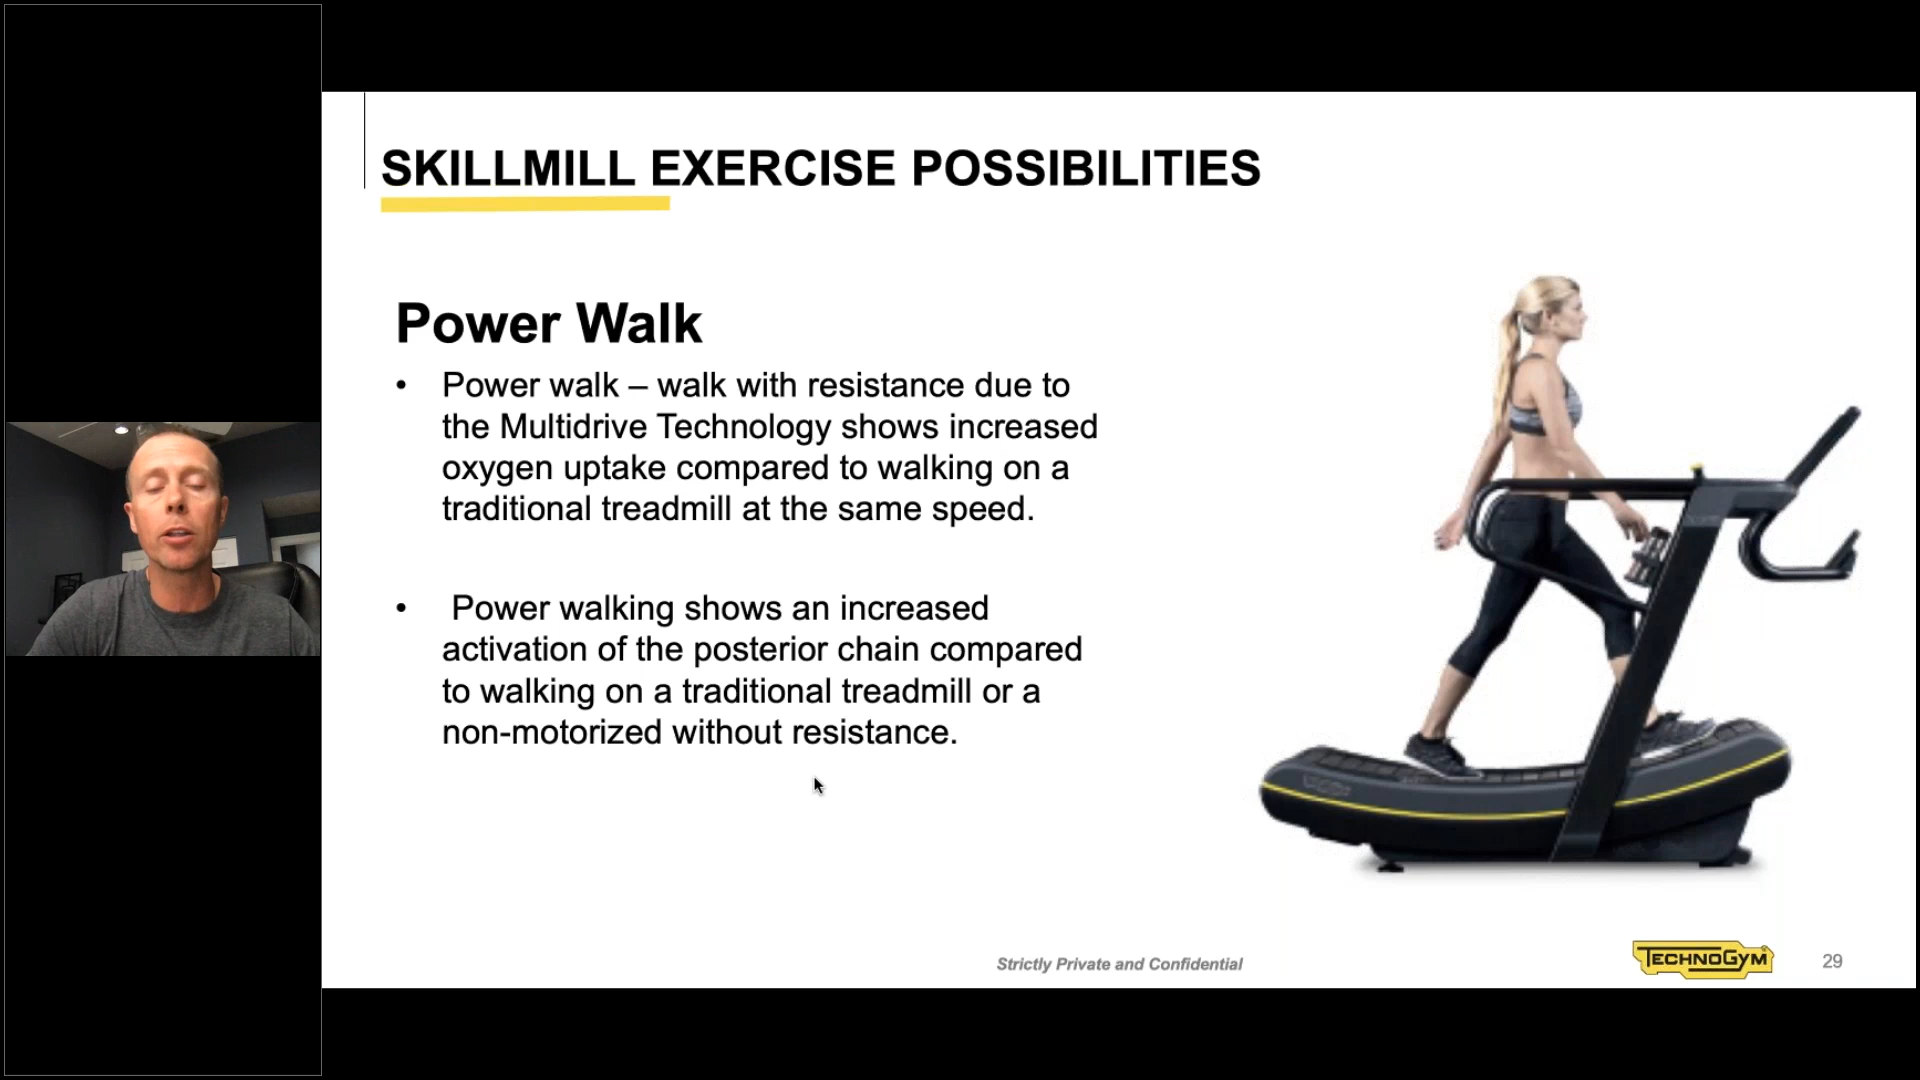 SKILLMILL EXERCISE POSSIBILITIES
Power Walk
• Power walk – walk with resistance due to
the Multidrive Technology shows increased
oxygen uptake compared to walking on a
traditional treadmill at the same speed.
• Power walking shows an increased
activation of the posterior chain compared
to walking on a traditional treadmill or a
non-motorized without resistance.
Strictly Private and Confidential
TECHNOGYM
29